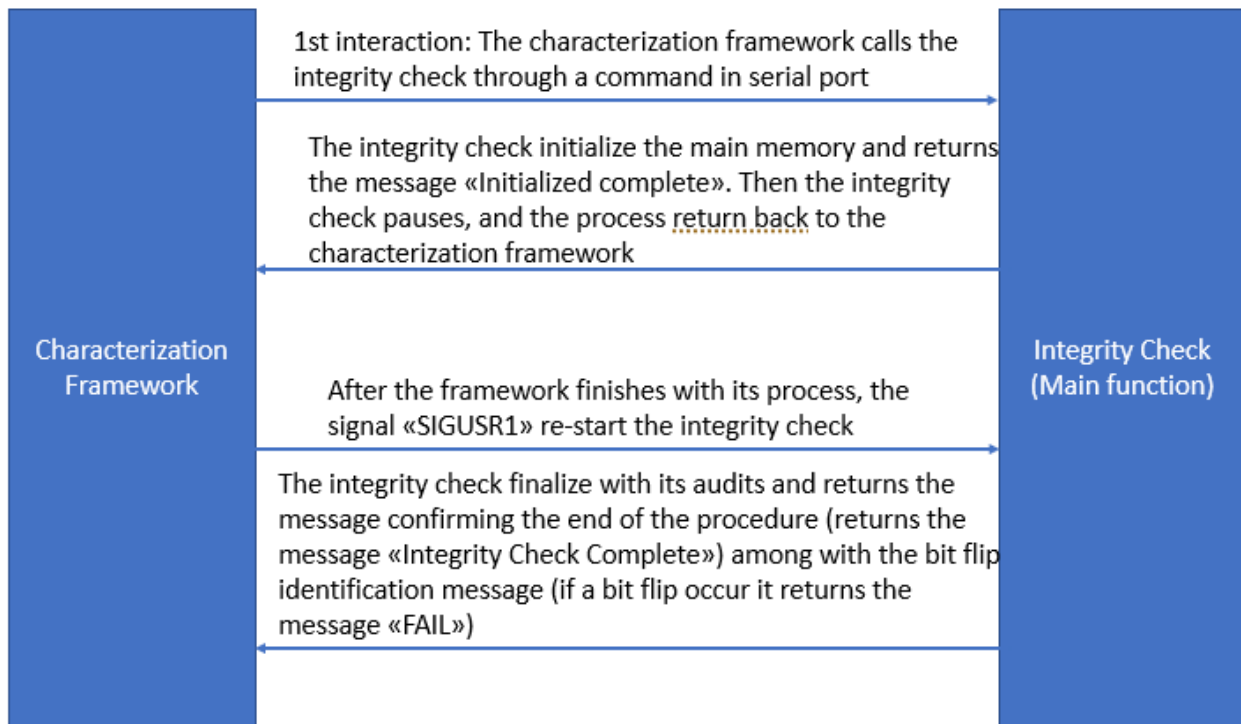 1st interaction: The characterization framework calls the
integrity check through a command in serial port
The integrity check initialize the main memory and returns
the message «Initialized complete». Then the integrity
check pauses, and the process return back to the
characterization framework
Characterization
Framework
Integrity Check
(Main function)
After the framework finishes with its process, the
signal «SIGUSR1» re-start the integrity check
The integrity check finalize with its audits and returns the
message confirming the end of the procedure (returns the
message «Integrity Check Complete») among with the bit flip
identification message (if a bit flip occur it returns the
message «FAIL»)